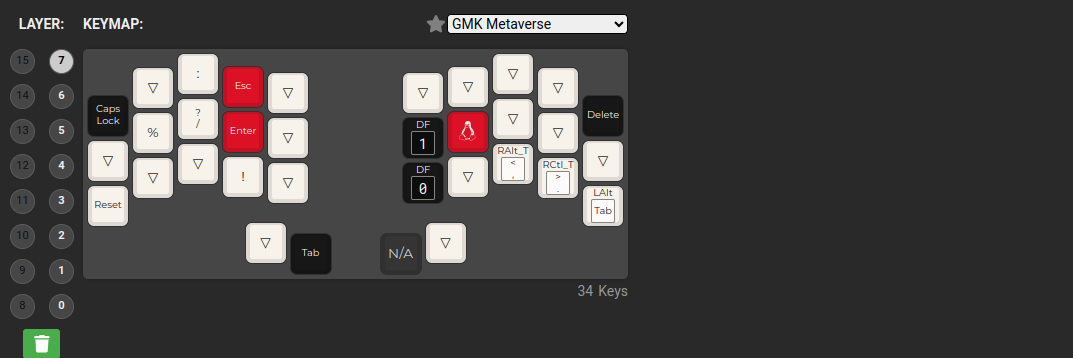 LAYER: KEYMAP: GMK Metaverse
15 7
14 6
13 5
12 4
11 3
10 2
9 1
8 0
:
Esc
Caps
Lock
%
?
/
Enter
Reset
!
Tab
DF
1
DF
0
Delete
RAlt_T
<
,
RCtl_T
>
.
LAlt
Tab
N/A
34 Keys